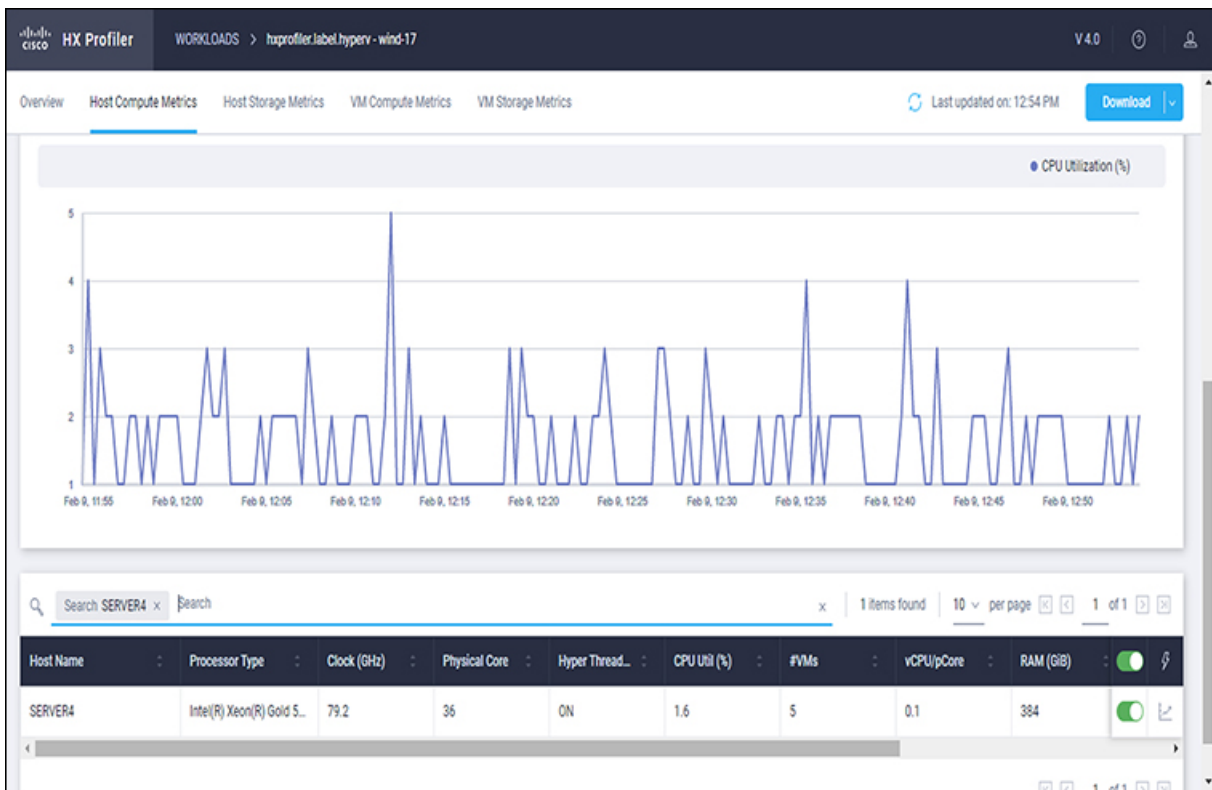 cisco HX Profiler WORKLOADS > hxprofiler.label.hyperv - wind-17 V 4.0 ?
Overview Host Compute Metrics Host Storage Metrics VM Compute Metrics VM Storage Metrics Last updated on: 12:54 PM Download
CPU Utilization (%)
5
4
3
2
1
Feb 9, 11:55 Feb 9, 12:00 Feb 9, 12:05 Feb 9, 12:10 Feb 9, 12:15 Feb 9, 12:20 Feb 9, 12:25 Feb 9, 12:30 Feb 9, 12:35 Feb 9, 12:40 Feb 9, 12:45 Feb 9, 12:50
Search SERVER4 × Search x 1 items found 10 per page 1 of 1
Host Name Processor Type Clock (GHz) Physical Core Hyper Thread... CPU Util (%) #VMs vCPU/pCore RAM (GiB)
SERVER4 Intel(R) Xeon(R) Gold 5... 79.2 36 ON 1.6 5 0.1 384
1 of 1